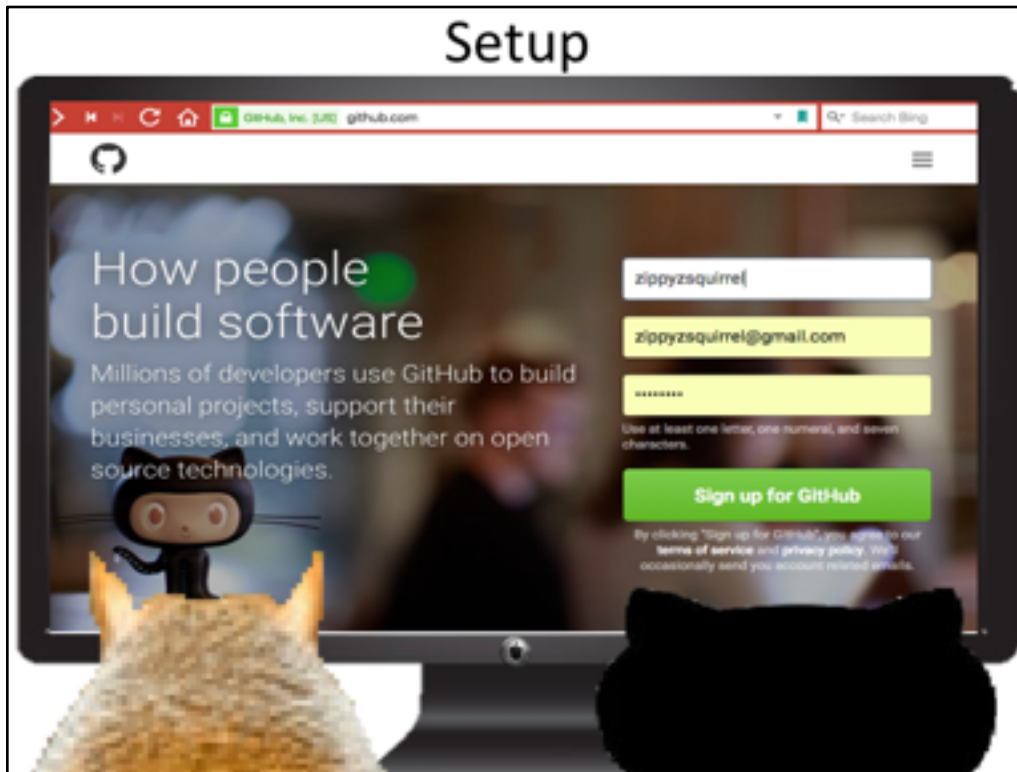 Setup
GitHub, Inc. [US] github.com
Search Bing
How people
build software
Millions of developers use GitHub to build
personal projects, support their
businesses, and work together on open
source technologies.
zippyzsquirrel
zippyzsquirrel@gmail.com
••••••••
Use at least one letter, one numeral, and seven
characters.
Sign up for GitHub
By clicking "Sign up for GitHub", you agree to our
terms of service and privacy policy. We'll
occasionally send you account related emails.